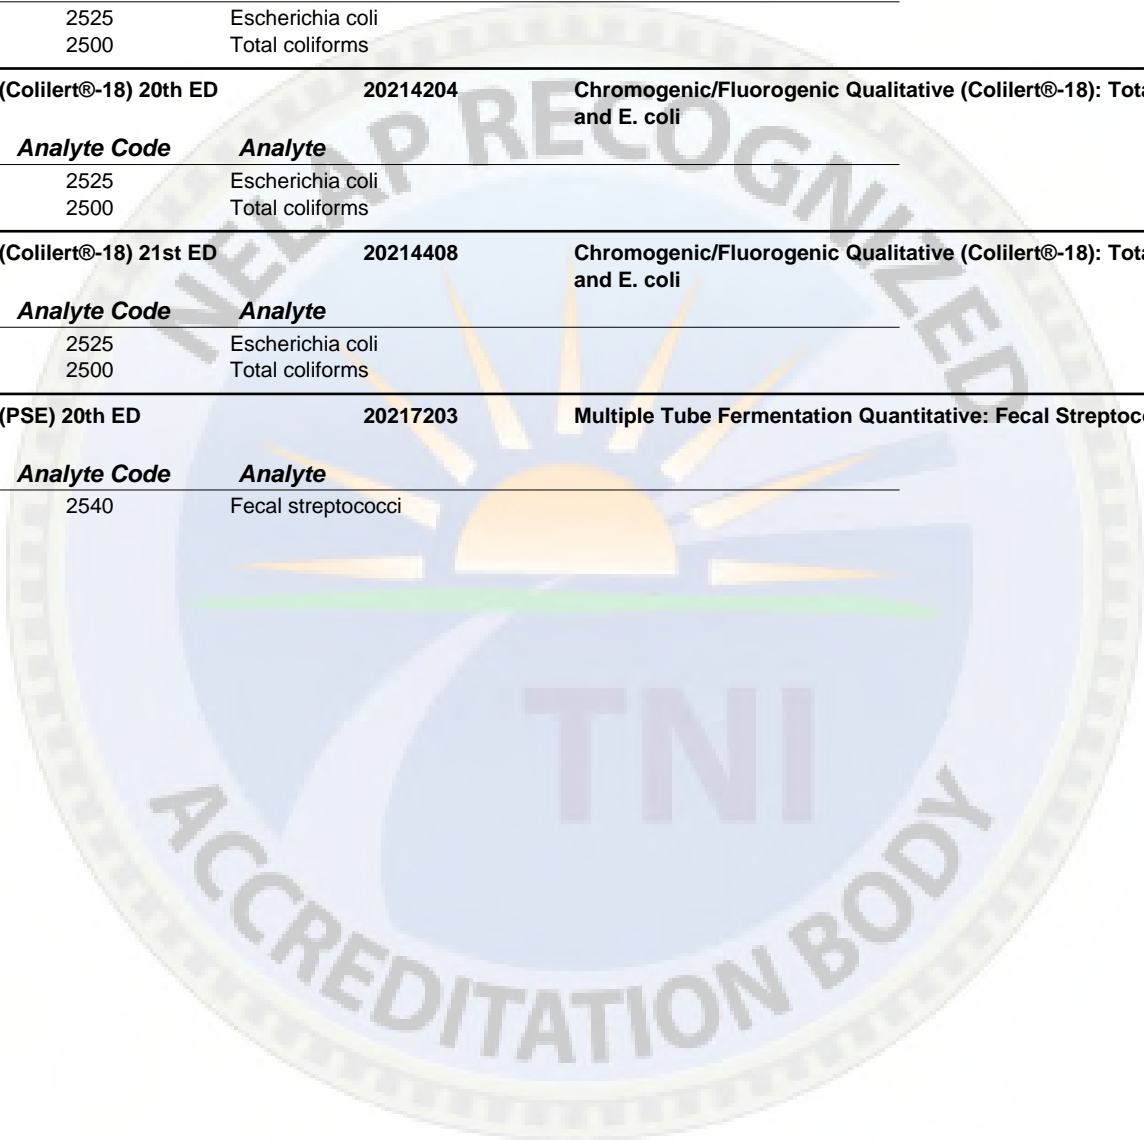 2525 Escherichia coli
2500 Total coliforms
(Colilert®-18) 20th ED 20214204 Chromogenic/Fluorogenic Qualitative (Colilert®-18): Tota
and E. coli
Analyte Code Analyte
2525 Escherichia coli
2500 Total coliforms
(Colilert®-18) 21st ED 20214408 Chromogenic/Fluorogenic Qualitative (Colilert®-18): Tota
and E. coli
Analyte Code Analyte
2525 Escherichia coli
2500 Total coliforms
(PSE) 20th ED 20217203 Multiple Tube Fermentation Quantitative: Fecal Streptoco
Analyte Code Analyte
2540 Fecal streptococci
NELAP RECOGNIZED
TNI
ACCREDITATION BODY